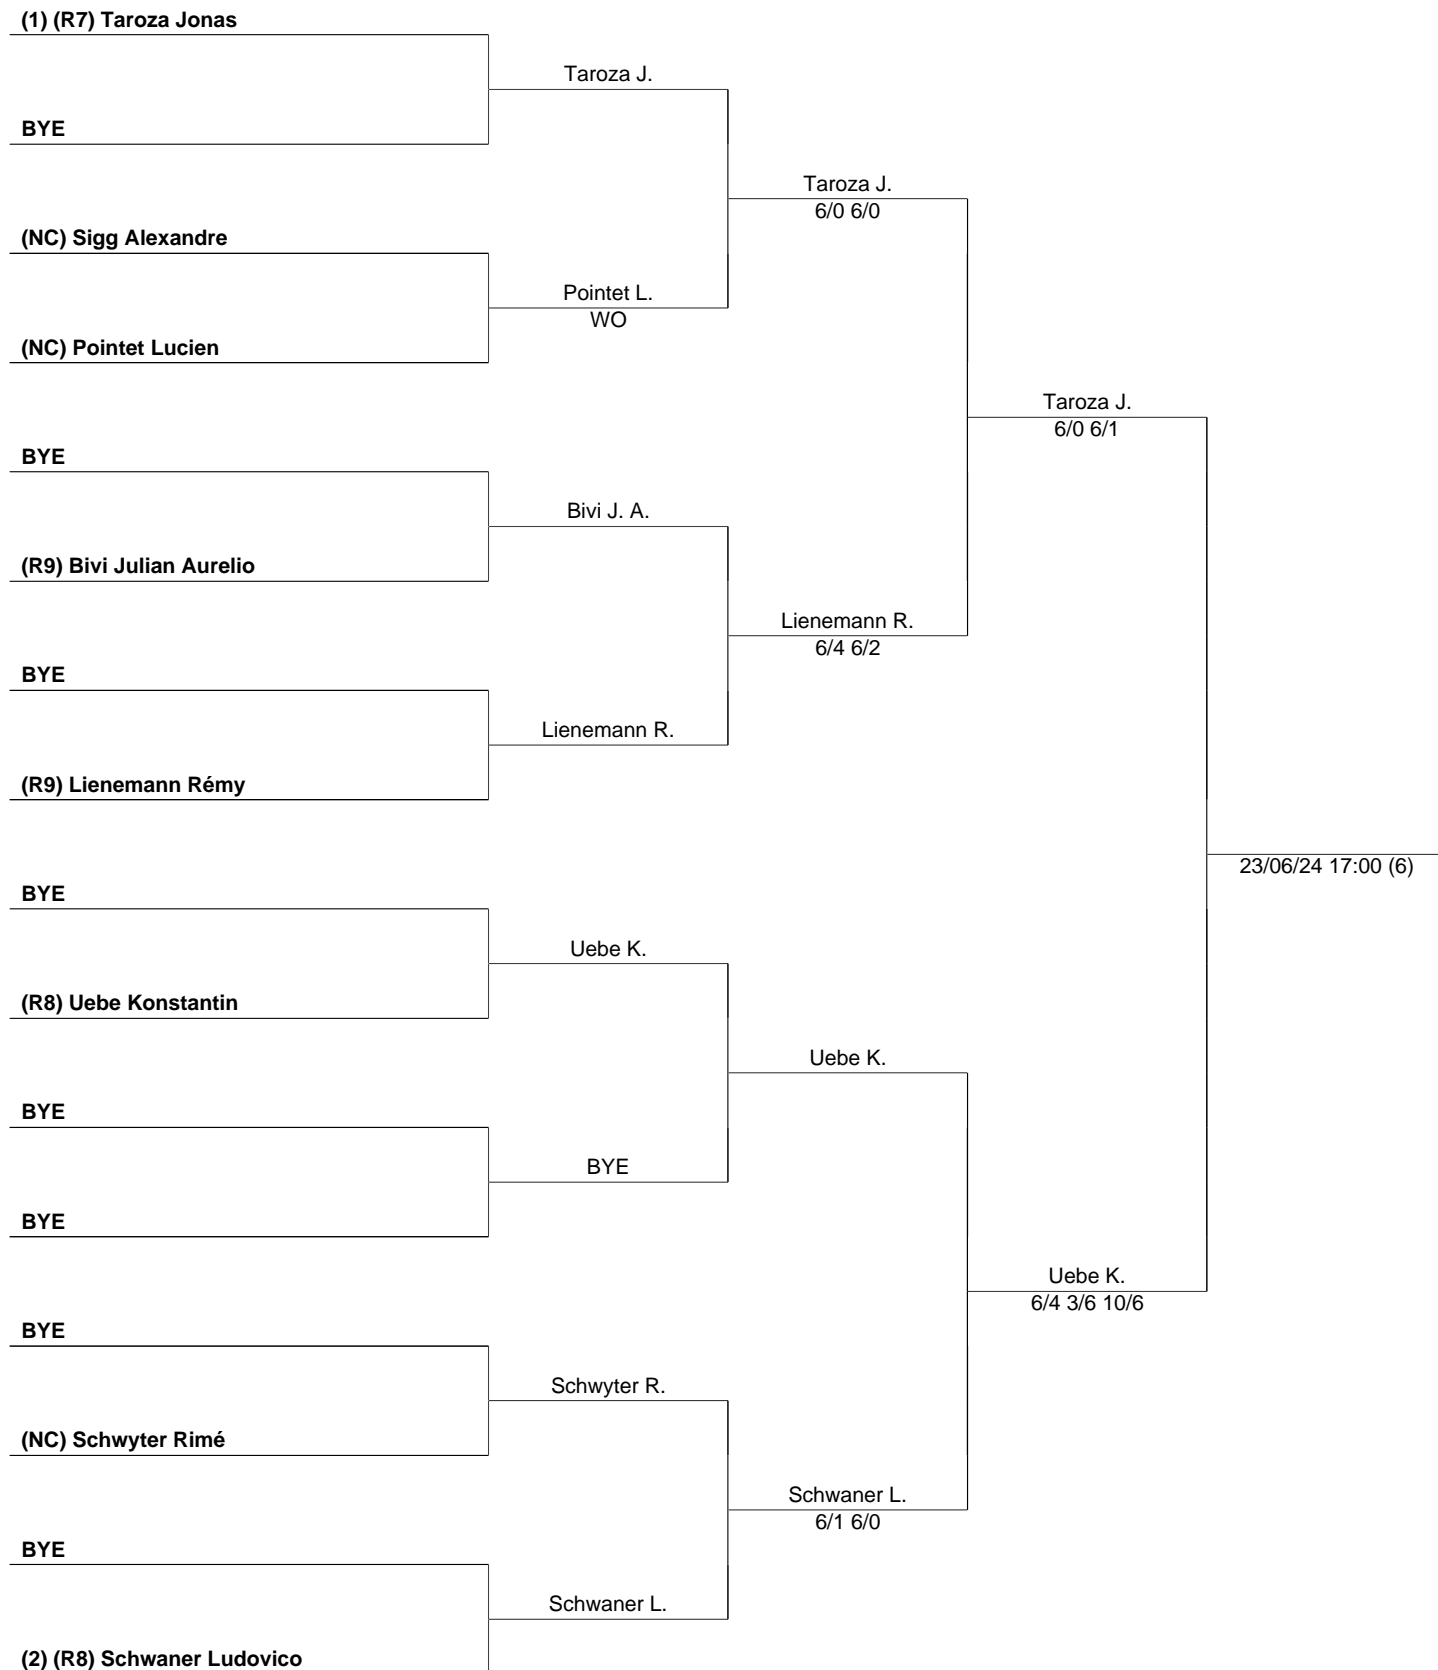 (1) (R7) Taroza Jonas
Taroza J.
BYE
Taroza J.
6/0 6/0
(NC) Sigg Alexandre
Pointet L.
WO
(NC) Pointet Lucien
Taroza J.
6/0 6/1
BYE
Bivi J. A.
(R9) Bivi Julian Aurelio
Lienemann R.
6/4 6/2
BYE
Lienemann R.
(R9) Lienemann Rémy
23/06/24 17:00 (6)
BYE
Uebe K.
(R8) Uebe Konstantin
Uebe K.
BYE
BYE
BYE
Uebe K.
6/4 3/6 10/6
BYE
Schwyter R.
(NC) Schwyter Rimé
Schwaner L.
6/1 6/0
BYE
Schwaner L.
(2) (R8) Schwaner Ludovico